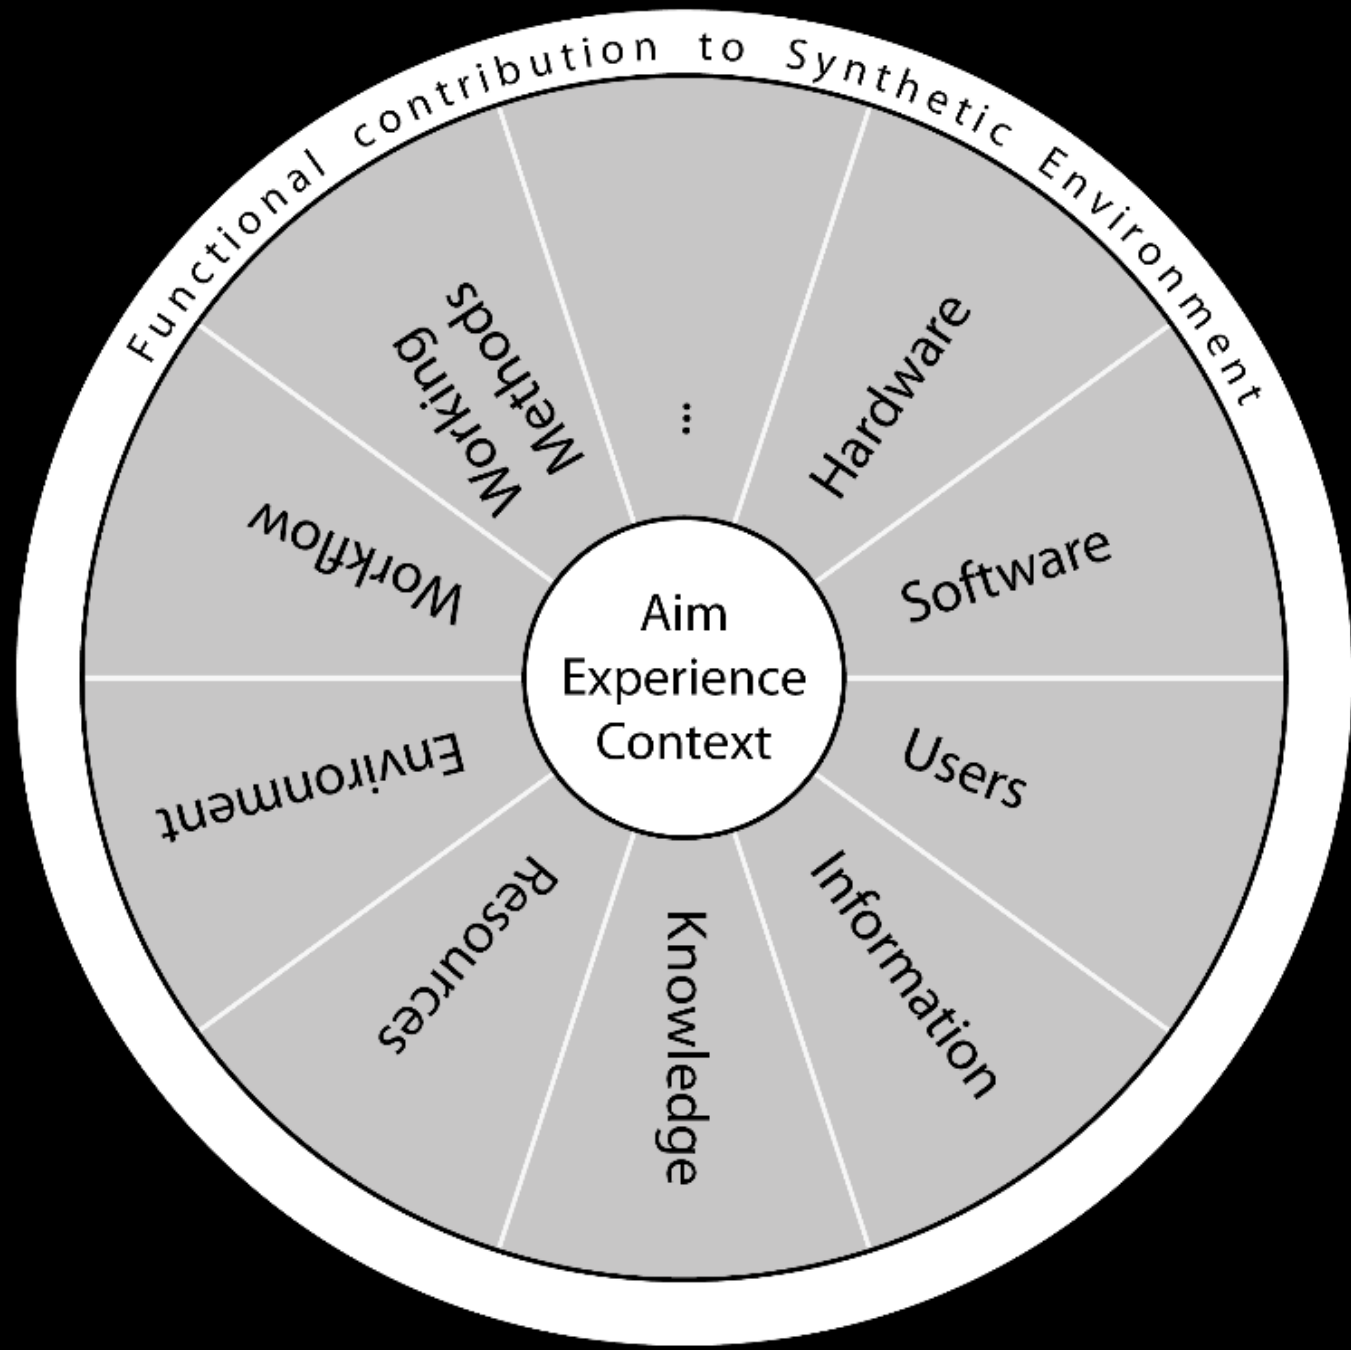 Functional contribution to Synthetic Environment
...
Hardware
Software
Users
Information
Knowledge
Resources
Environment
Workflow
Working
Methods
Aim
Experience
Context